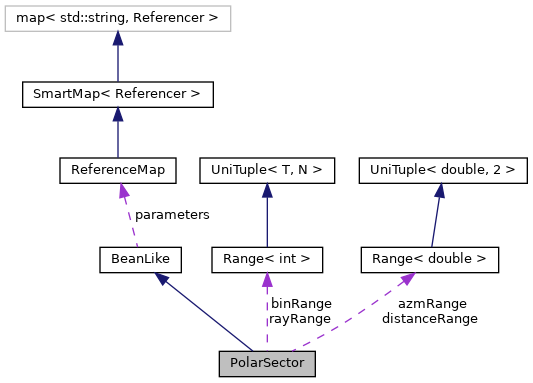 map< std::string, Referencer >
SmartMap< Referencer >
ReferenceMap
UniTuple< T, N >
UniTuple< double, 2 >
parameters
BeanLike
Range< int >
Range< double >
binRange
rayRange
azmRange
distanceRange
PolarSector